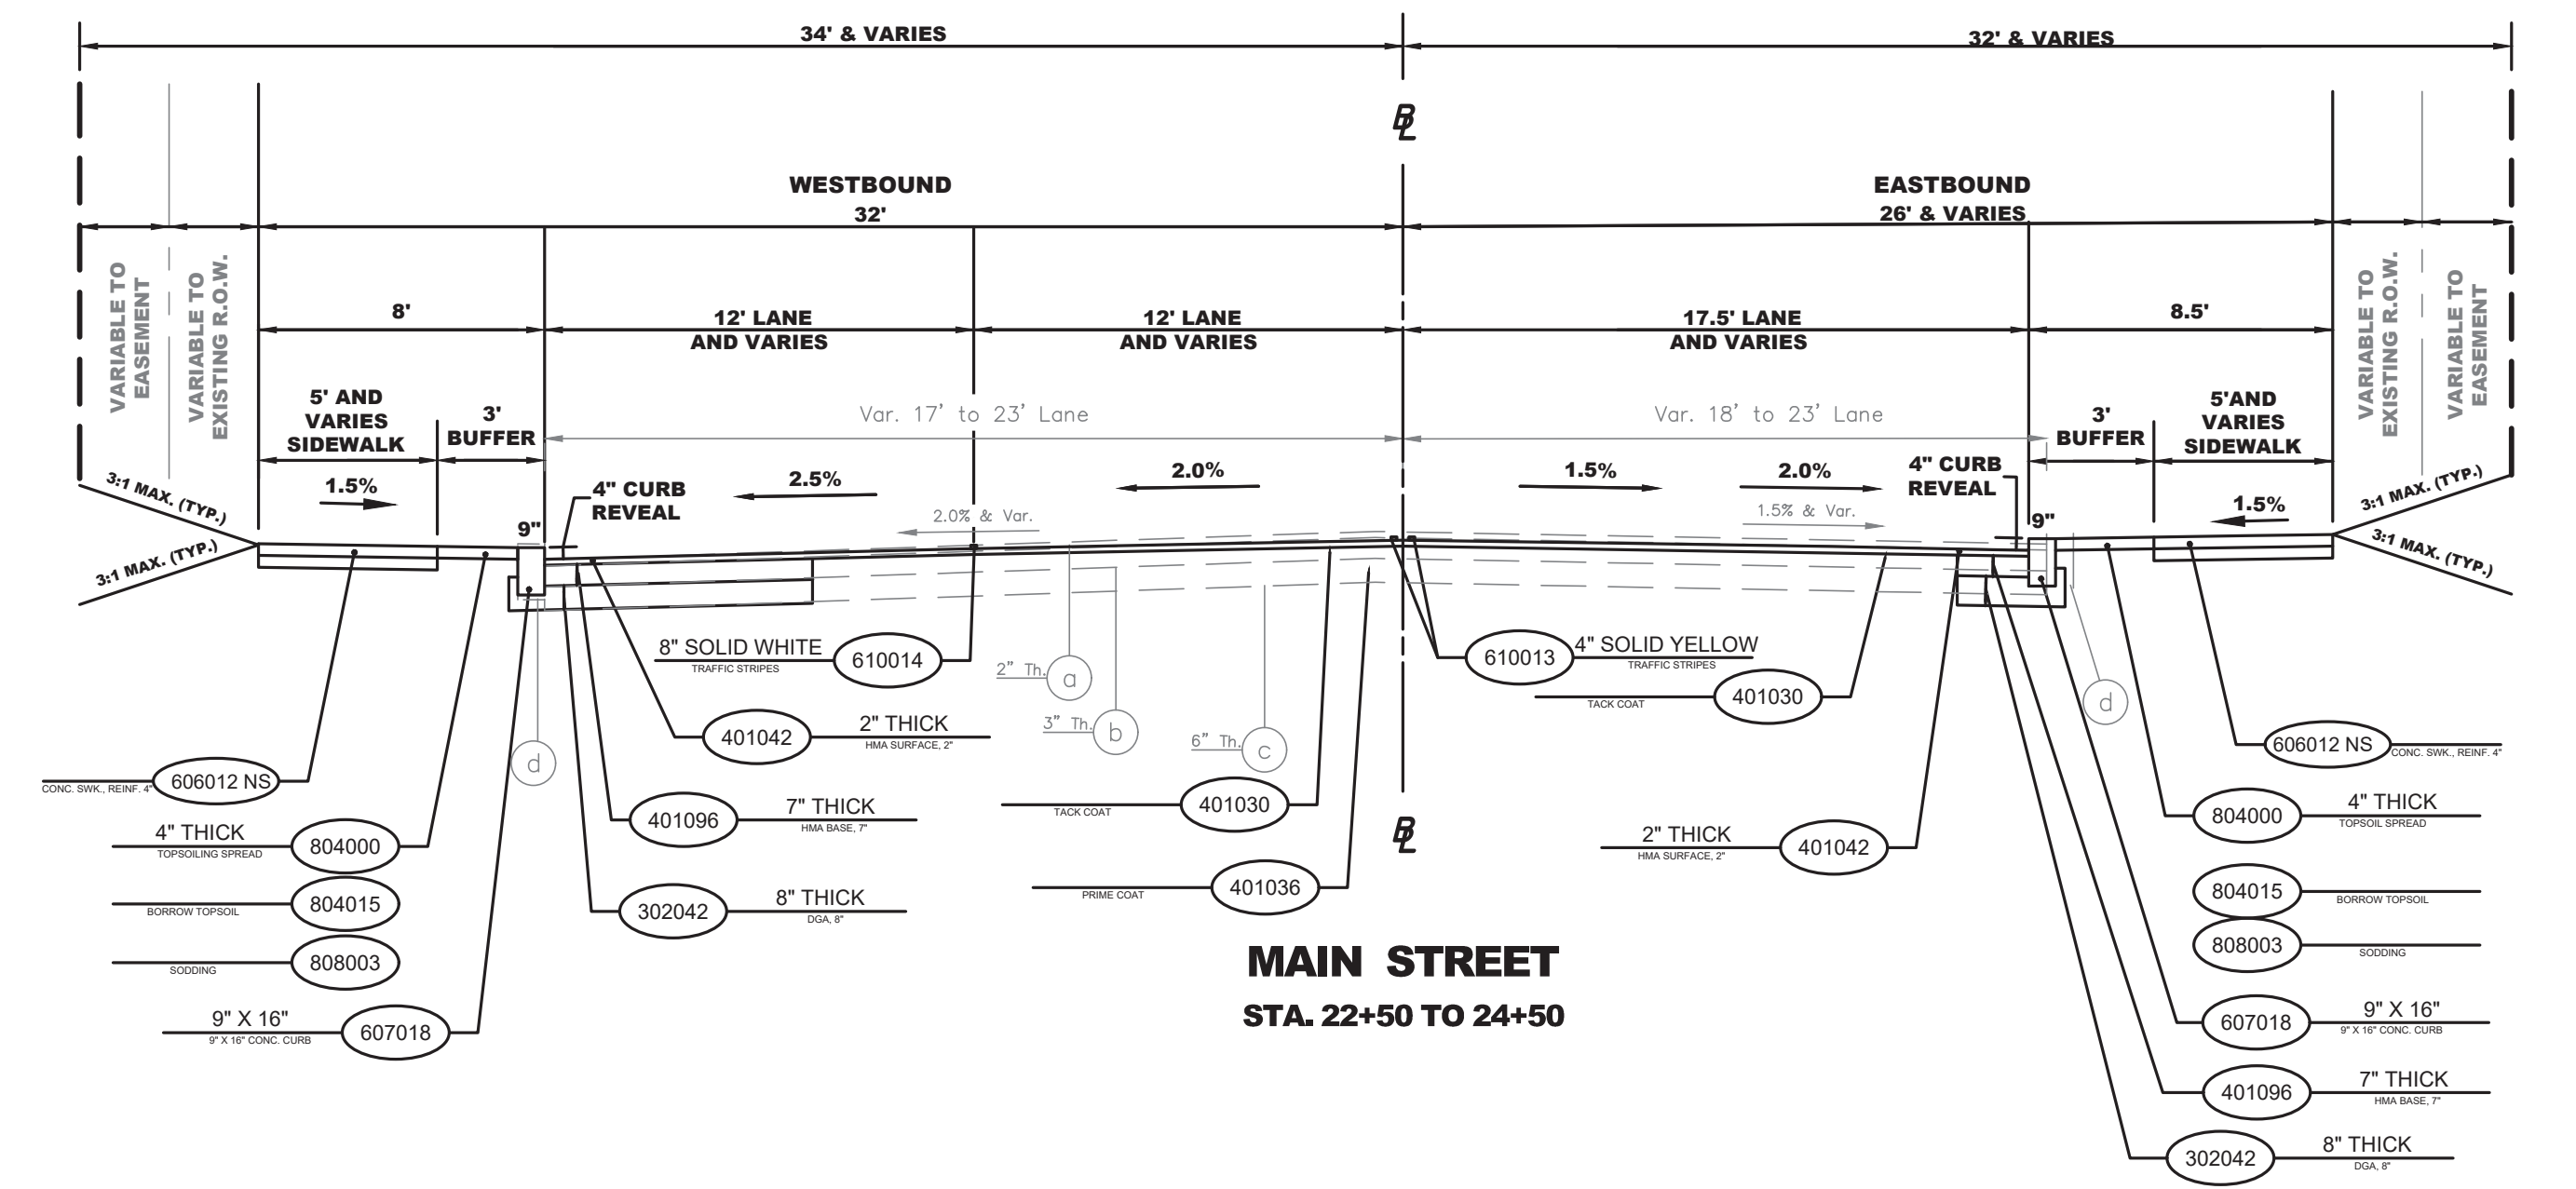 34' & VARIES
32' & VARIES
BL
WESTBOUND
32'
EASTBOUND
26' & VARIES
VARIABLE TO
EASEMENT
VARIABLE TO
EXISTING R.O.W.
8'
12' LANE
AND VARIES
12' LANE
AND VARIES
17.5' LANE
AND VARIES
8.5'
VARIABLE TO
EXISTING R.O.W.
VARIABLE TO
EASEMENT
5' AND
VARIES
SIDEWALK
3'
BUFFER
Var. 17' to 23' Lane
Var. 18' to 23' Lane
3'
BUFFER
5'AND
VARIES
SIDEWALK
3:1 MAX. (TYP.)
3:1 MAX. (TYP.)
1.5%
9"
4" CURB
REVEAL
2.5%
2.0%
2.0% & Var.
1.5%
2.0%
1.5% & Var.
4" CURB
REVEAL
9"
1.5%
3:1 MAX. (TYP.)
3:1 MAX. (TYP.)
8" SOLID WHITE
TRAFFIC STRIPES
610014
2" Th.
a
3" Th.
b
6" Th.
c
610013
4" SOLID YELLOW
TRAFFIC STRIPES
TACK COAT
401030
d
d
401042
2" THICK
HMA SURFACE, 2"
606012 NS
CONC. SWK., REINF. 4"
CONC. SWK., REINF. 4"
606012 NS
401096
7" THICK
HMA BASE, 7"
TACK COAT
401030
4" THICK
TOPSOILING SPREAD
804000
804000
4" THICK
TOPSOIL SPREAD
BL
2" THICK
HMA SURFACE, 2"
401042
PRIME COAT
401036
BORROW TOPSOIL
804015
302042
8" THICK
DGA, 8"
804015
BORROW TOPSOIL
SODDING
808003
808003
SODDING
MAIN STREET
STA. 22+50 TO 24+50
9" X 16"
9" X 16" CONC. CURB
607018
607018
9" X 16"
9" X 16" CONC. CURB
401096
7" THICK
HMA BASE, 7"
302042
8" THICK
DGA, 8"